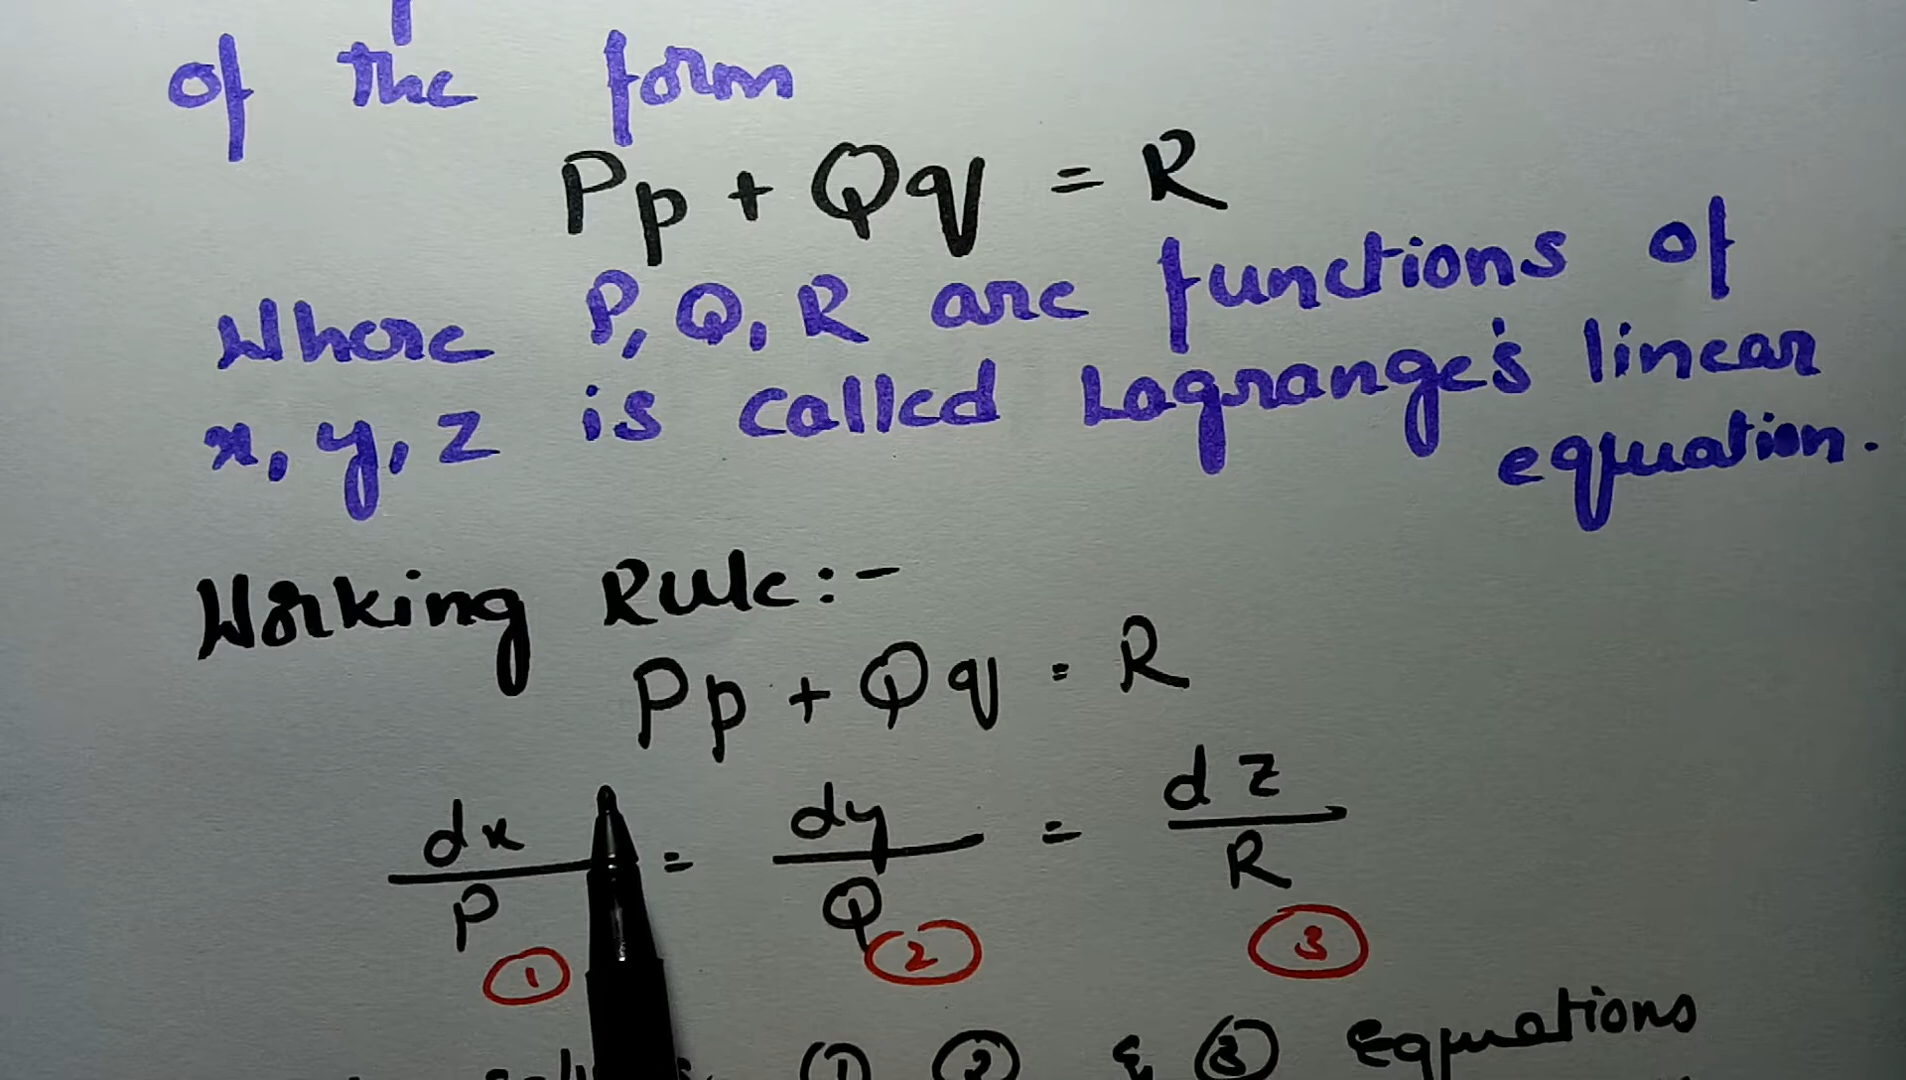 of the form
Pp + Qq = R
Where P, Q, R are functions of
x, y, z is called Lagrange's linear
equation.
Working Rule:-
Pp + Qq = R
dx/P = dy/Q = dz/R
① ② ③
① ② & ③ equations